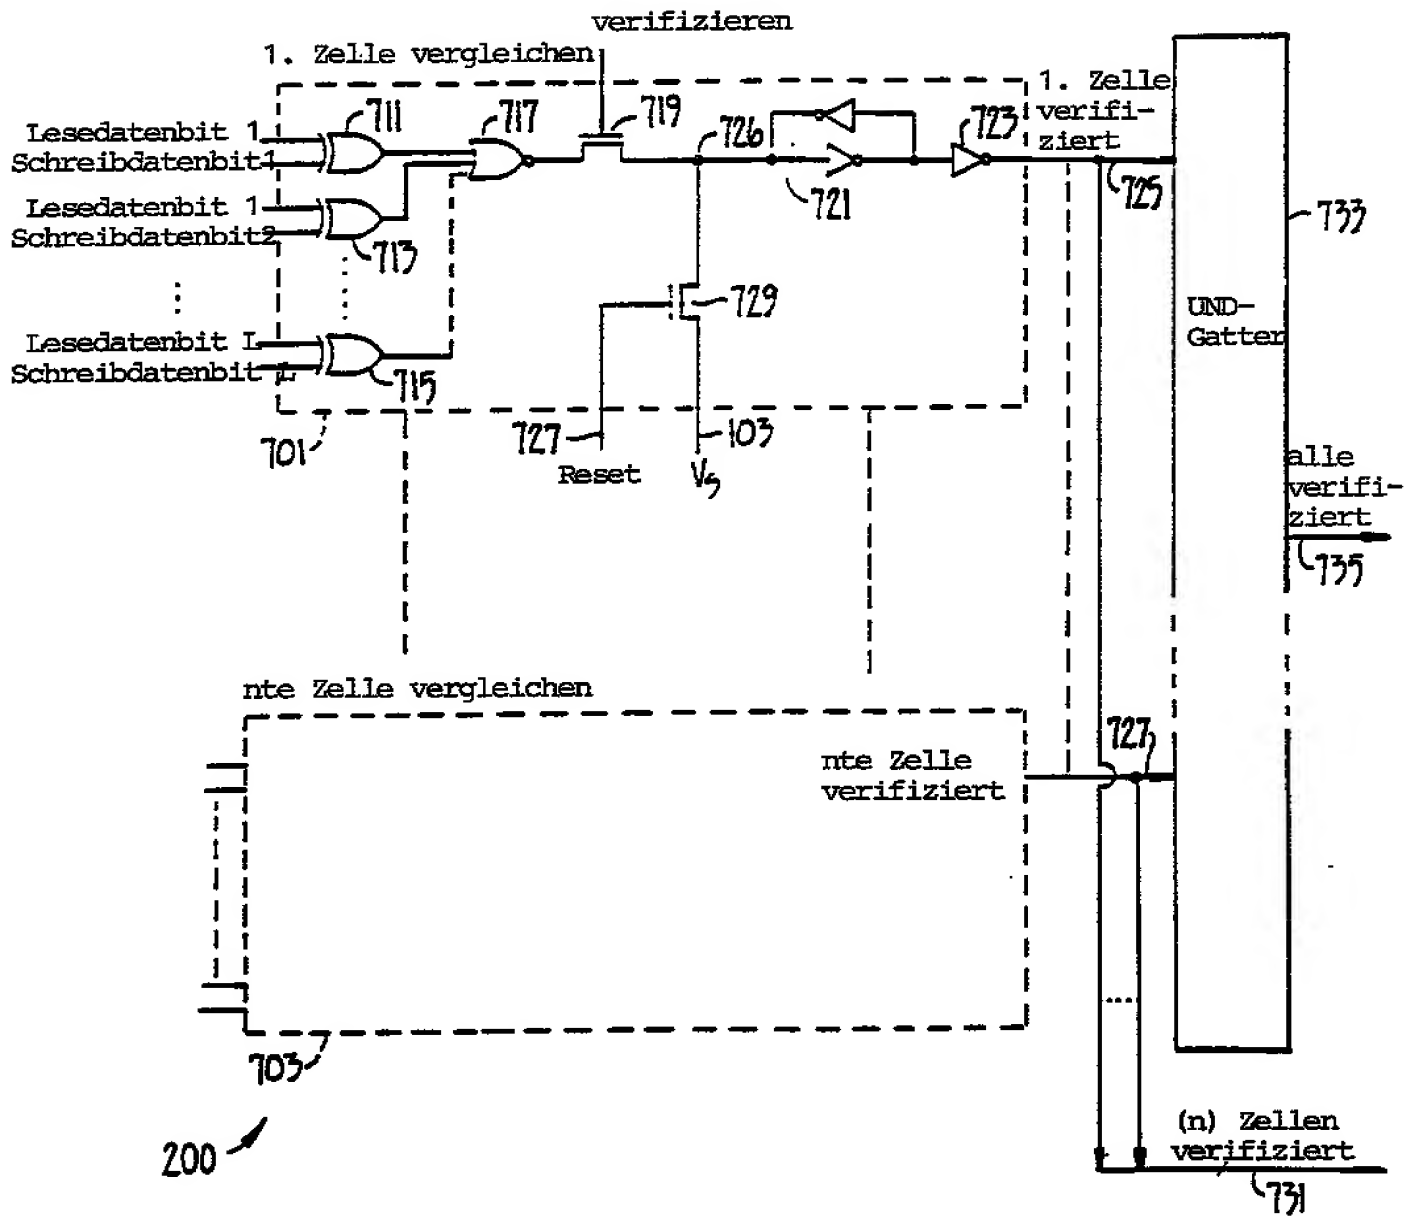 verifizieren
1. Zelle vergleichen
1. Zelle
verifi-
ziert
711
717
719
726
723
Lesedatenbit 1
Schreibdatenbit1
721
725
733
Lesedatenbit 1
Schreibdatenbit2
713
729
UND-
Gatter
Lesedatenbit L
Schreibdatenbit L
715
701
727
103
Reset
Vs
alle
verifi-
ziert
735
nte Zelle vergleichen
727
nte Zelle
verifiziert
703
200
(n) Zellen
verifiziert
731